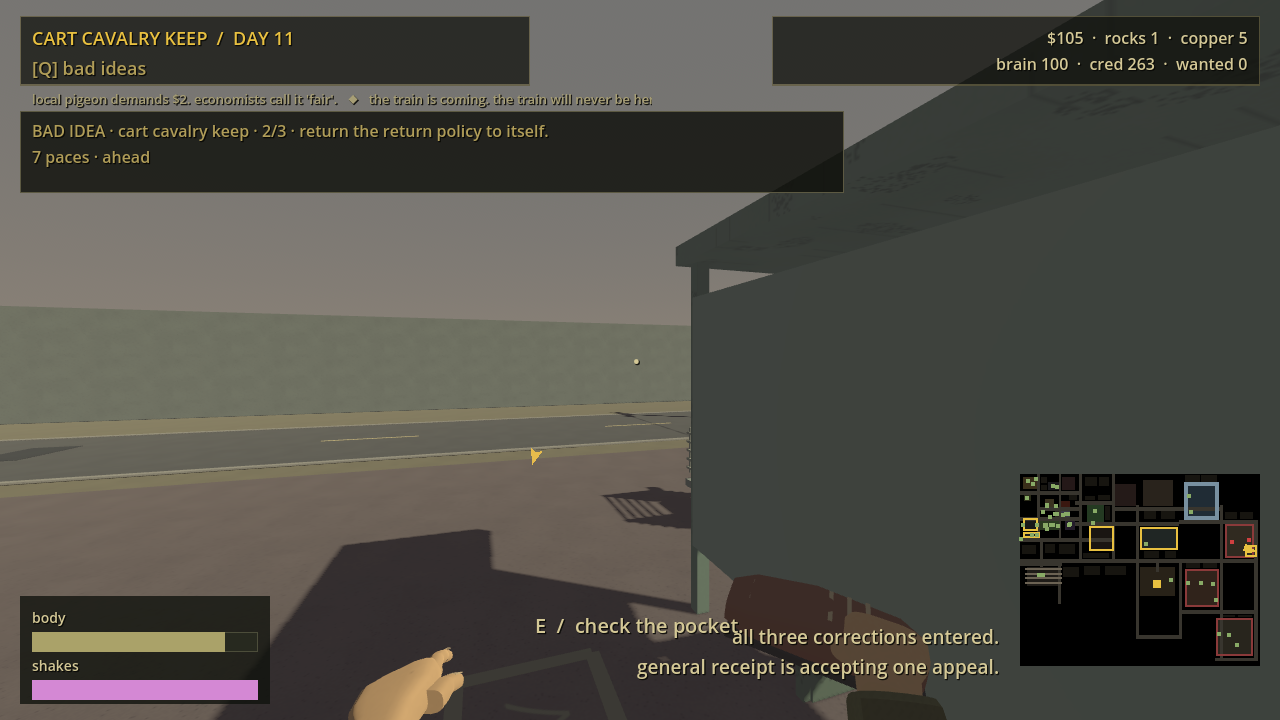 CART CAVALRY KEEP / DAY 11
[Q] bad ideas
$105 · rocks 1 · copper 5
brain 100 · cred 263 · wanted 0
local pigeon demands $2. economists call it 'fair'. ◆ the train is coming. the train will never be he
BAD IDEA · cart cavalry keep · 2/3 · return the return policy to itself.
7 paces · ahead
E / check the pocket.
all three corrections entered.
general receipt is accepting one appeal.
body
shakes